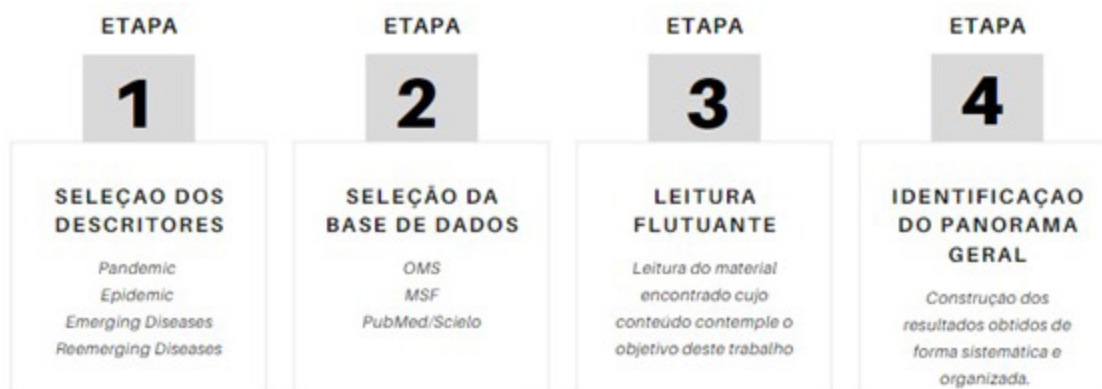 ETAPA
1
SELEÇAO DOS
DESCRITORES
Pandemic
Epidemic
Emerging Diseases
Reemerging Diseases
ETAPA
2
SELEÇÃO DA
BASE DE DADOS
OMS
MSF
PubMed/Scielo
ETAPA
3
LEITURA
FLUTUANTE
Leitura do material
encontrado cujo
conteúdo contemple o
objetivo deste trabalho
ETAPA
4
IDENTIFICAÇAO
DO PANORAMA
GERAL
Construção dos
resultados obtidos de
forma sistemática e
organizada.